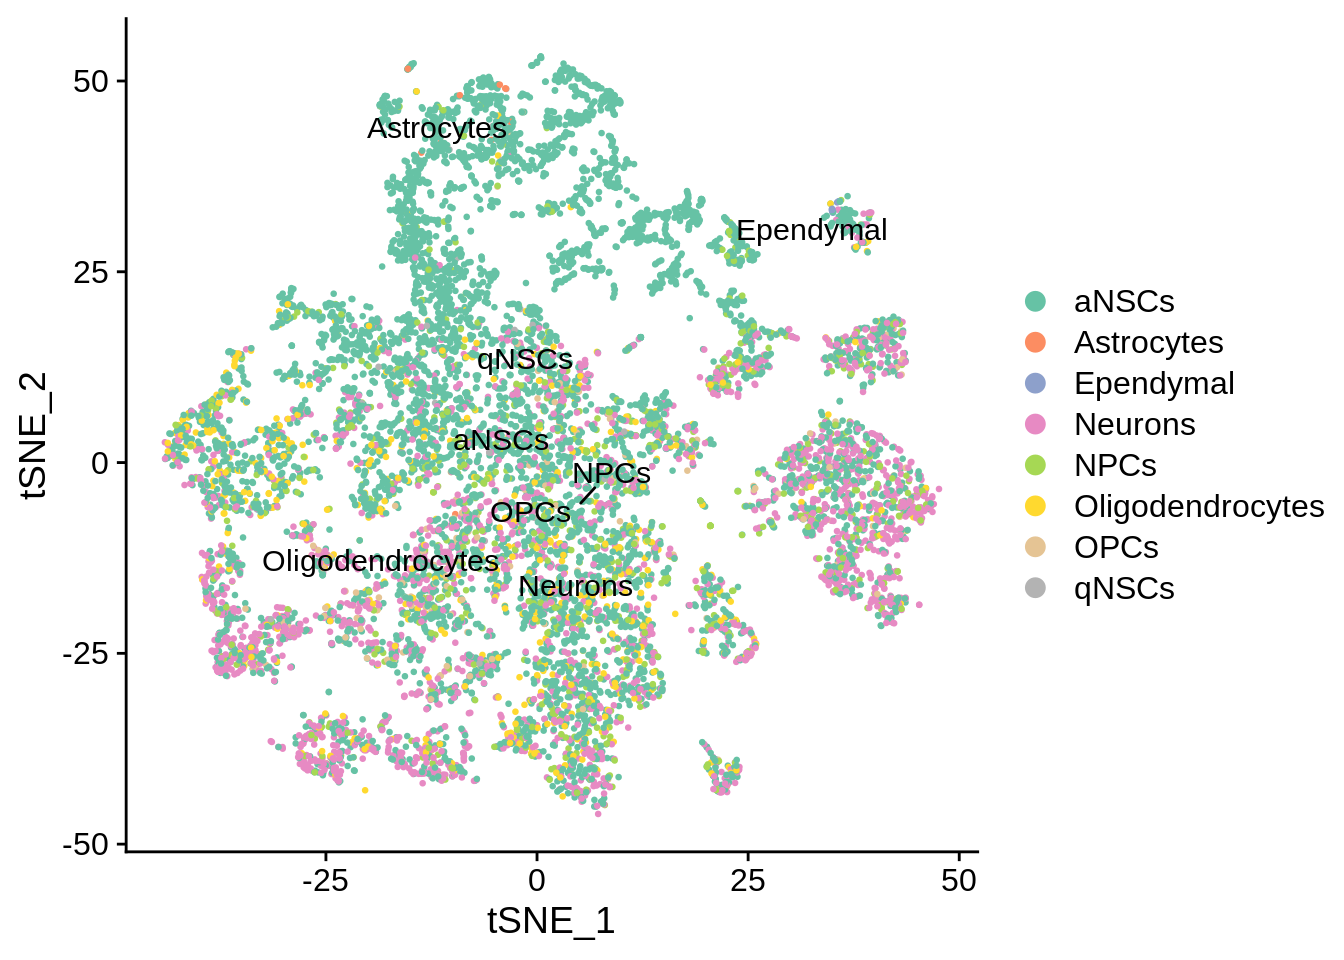 50
25
0
-25
-50
tSNE_2
Astrocytes
Ependymal
qNSCs
aNSCs
NPCs
OPCs
Oligodendrocytes
Neurons
-25
0
25
50
tSNE_1
aNSCs
Astrocytes
Ependymal
Neurons
NPCs
Oligodendrocytes
OPCs
qNSCs